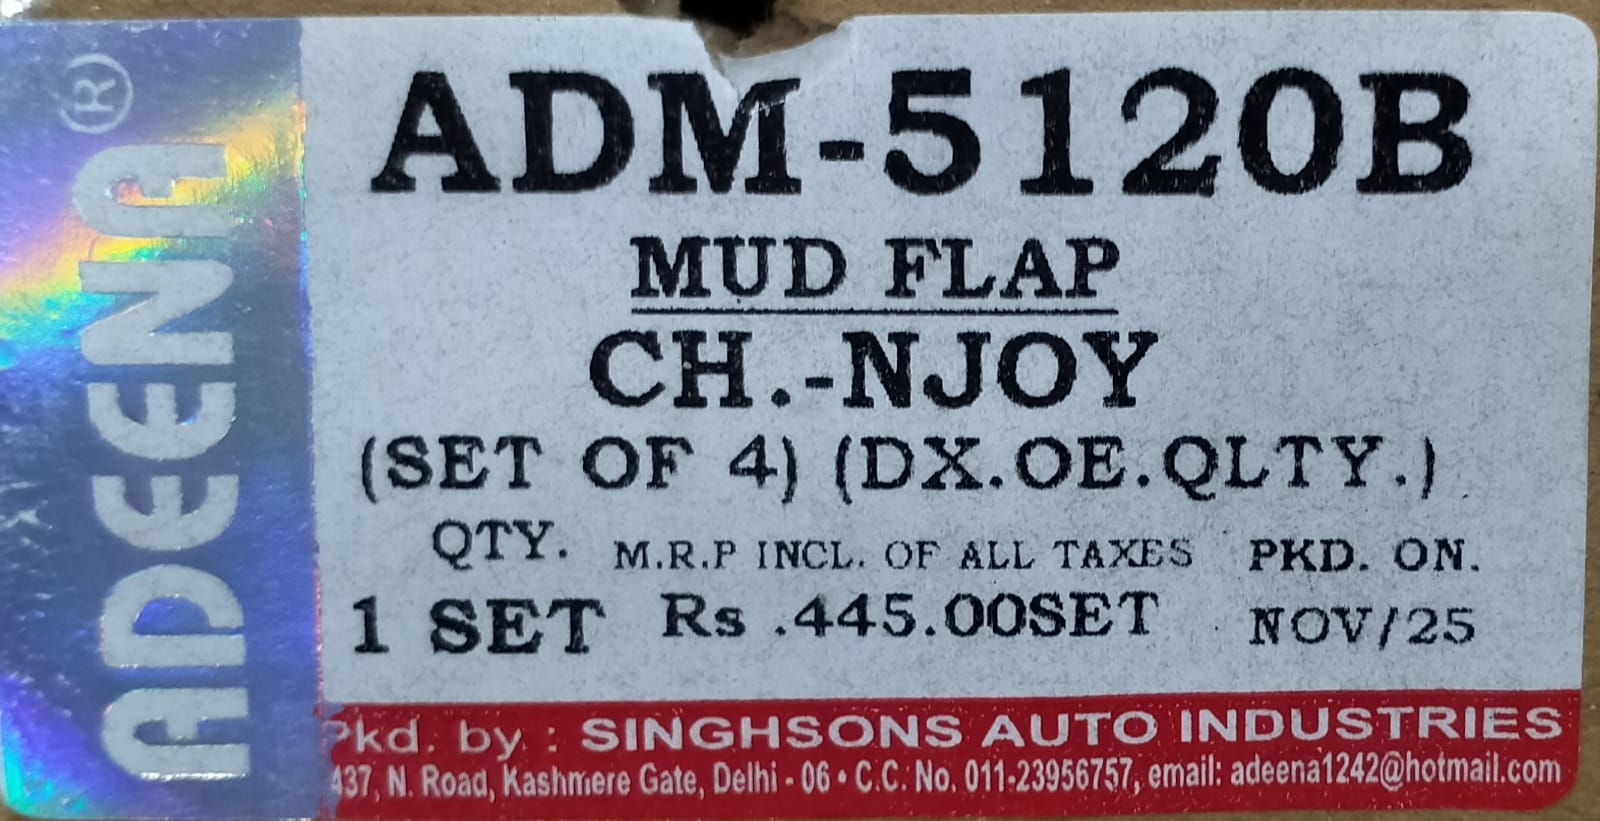 ADEENA®
ADM-5120B
MUD FLAP
CH.-NJOY
(SET OF 4) (DX.OE.QLTY.)
QTY. M.R.P INCL. OF ALL TAXES PKD. ON.
1 SET Rs .445.00SET NOV/25
Pkd. by : SINGHSONS AUTO INDUSTRIES
437, N. Road, Kashmere Gate, Delhi - 06 • C.C. No. 011-23956757, email: adeena1242@hotmail.com